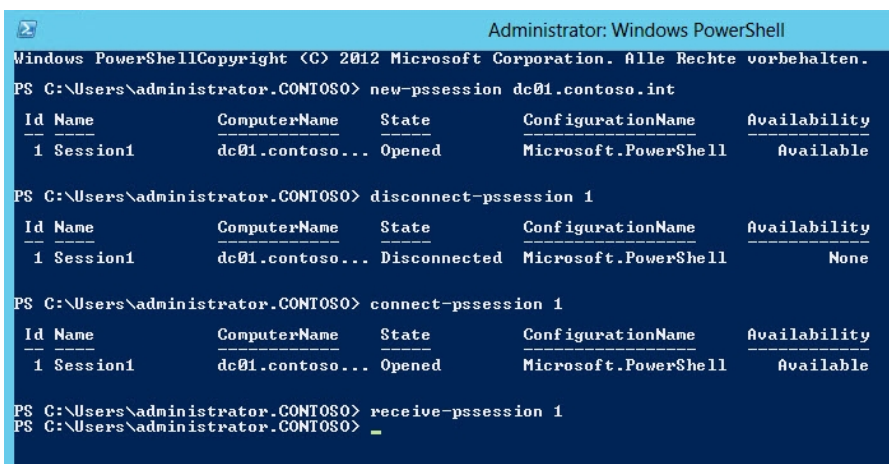 Administrator: Windows PowerShell
Windows PowerShellCopyright (C) 2012 Microsoft Corporation. Alle Rechte vorbehalten.
PS C:\Users\administrator.CONTOSO> new-pssession dc01.contoso.int
Id Name ComputerName State ConfigurationName Availability
-- ---- ------------ ----- ----------------- ------------
1 Session1 dc01.contoso... Opened Microsoft.PowerShell Available
PS C:\Users\administrator.CONTOSO> disconnect-pssession 1
Id Name ComputerName State ConfigurationName Availability
-- ---- ------------ ----- ----------------- ------------
1 Session1 dc01.contoso... Disconnected Microsoft.PowerShell None
PS C:\Users\administrator.CONTOSO> connect-pssession 1
Id Name ComputerName State ConfigurationName Availability
-- ---- ------------ ----- ----------------- ------------
1 Session1 dc01.contoso... Opened Microsoft.PowerShell Available
PS C:\Users\administrator.CONTOSO> receive-pssession 1
PS C:\Users\administrator.CONTOSO> _